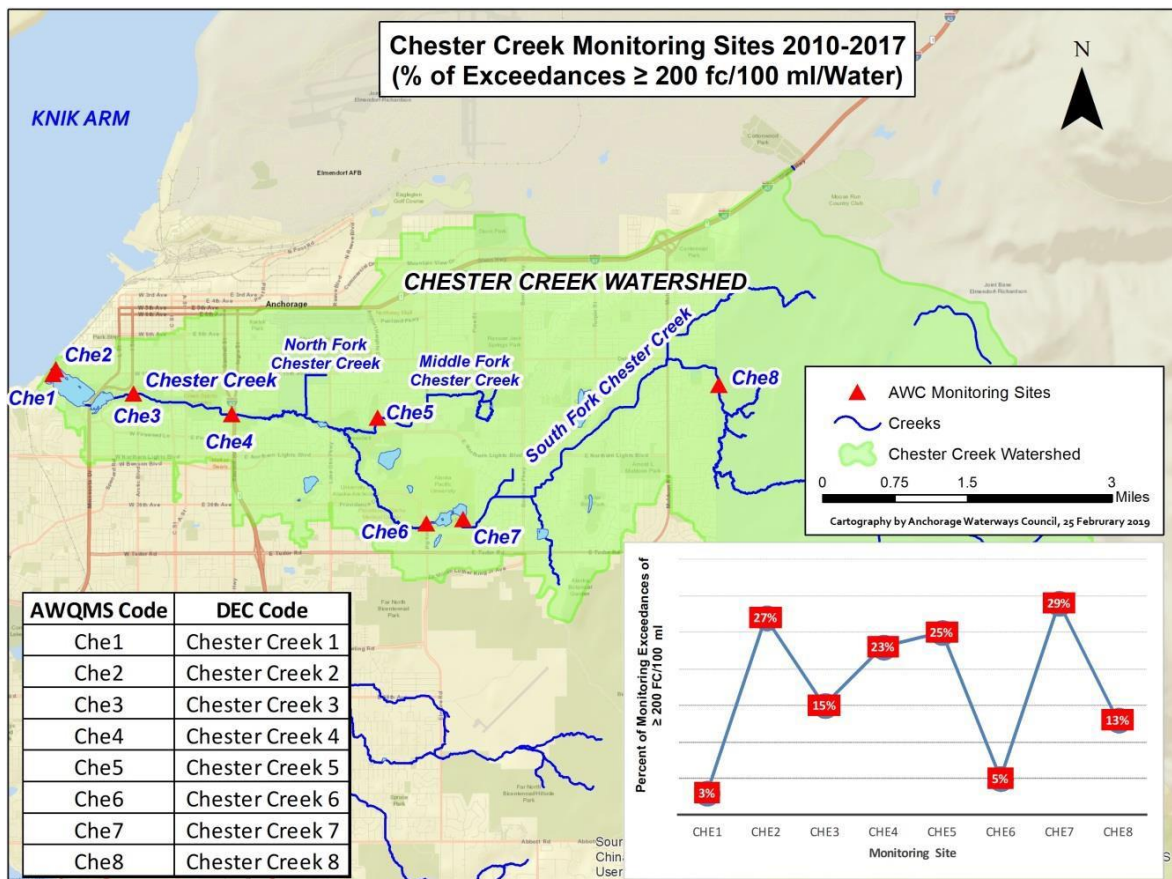 Chester Creek Monitoring Sites 2010-2017
(% of Exceedances ≥ 200 fc/100 ml/Water)
N
KNIK ARM
Elmendorf AFB
CHESTER CREEK WATERSHED
Anchorage
North Fork
Chester Creek
Middle Fork
Chester Creek
South Fork Chester Creek
Chester Creek
Che1
Che2
Che3
Che4
Che5
Che6
Che7
Che8
AWC Monitoring Sites
Creeks
Chester Creek Watershed
0 0.75 1.5 3
Miles
Cartography by Anchorage Waterways Council, 25 Februrary 2019
AWQMS Code DEC Code
Che1 Chester Creek 1
Che2 Chester Creek 2
Che3 Chester Creek 3
Che4 Chester Creek 4
Che5 Chester Creek 5
Che6 Chester Creek 6
Che7 Chester Creek 7
Che8 Chester Creek 8
Percent of Monitoring Exceedances of
≥ 200 FC/100 ml
3%
27%
15%
23%
25%
5%
29%
13%
CHE1 CHE2 CHE3 CHE4 CHE5 CHE6 CHE7 CHE8
Monitoring Site
Sour
Chin
User